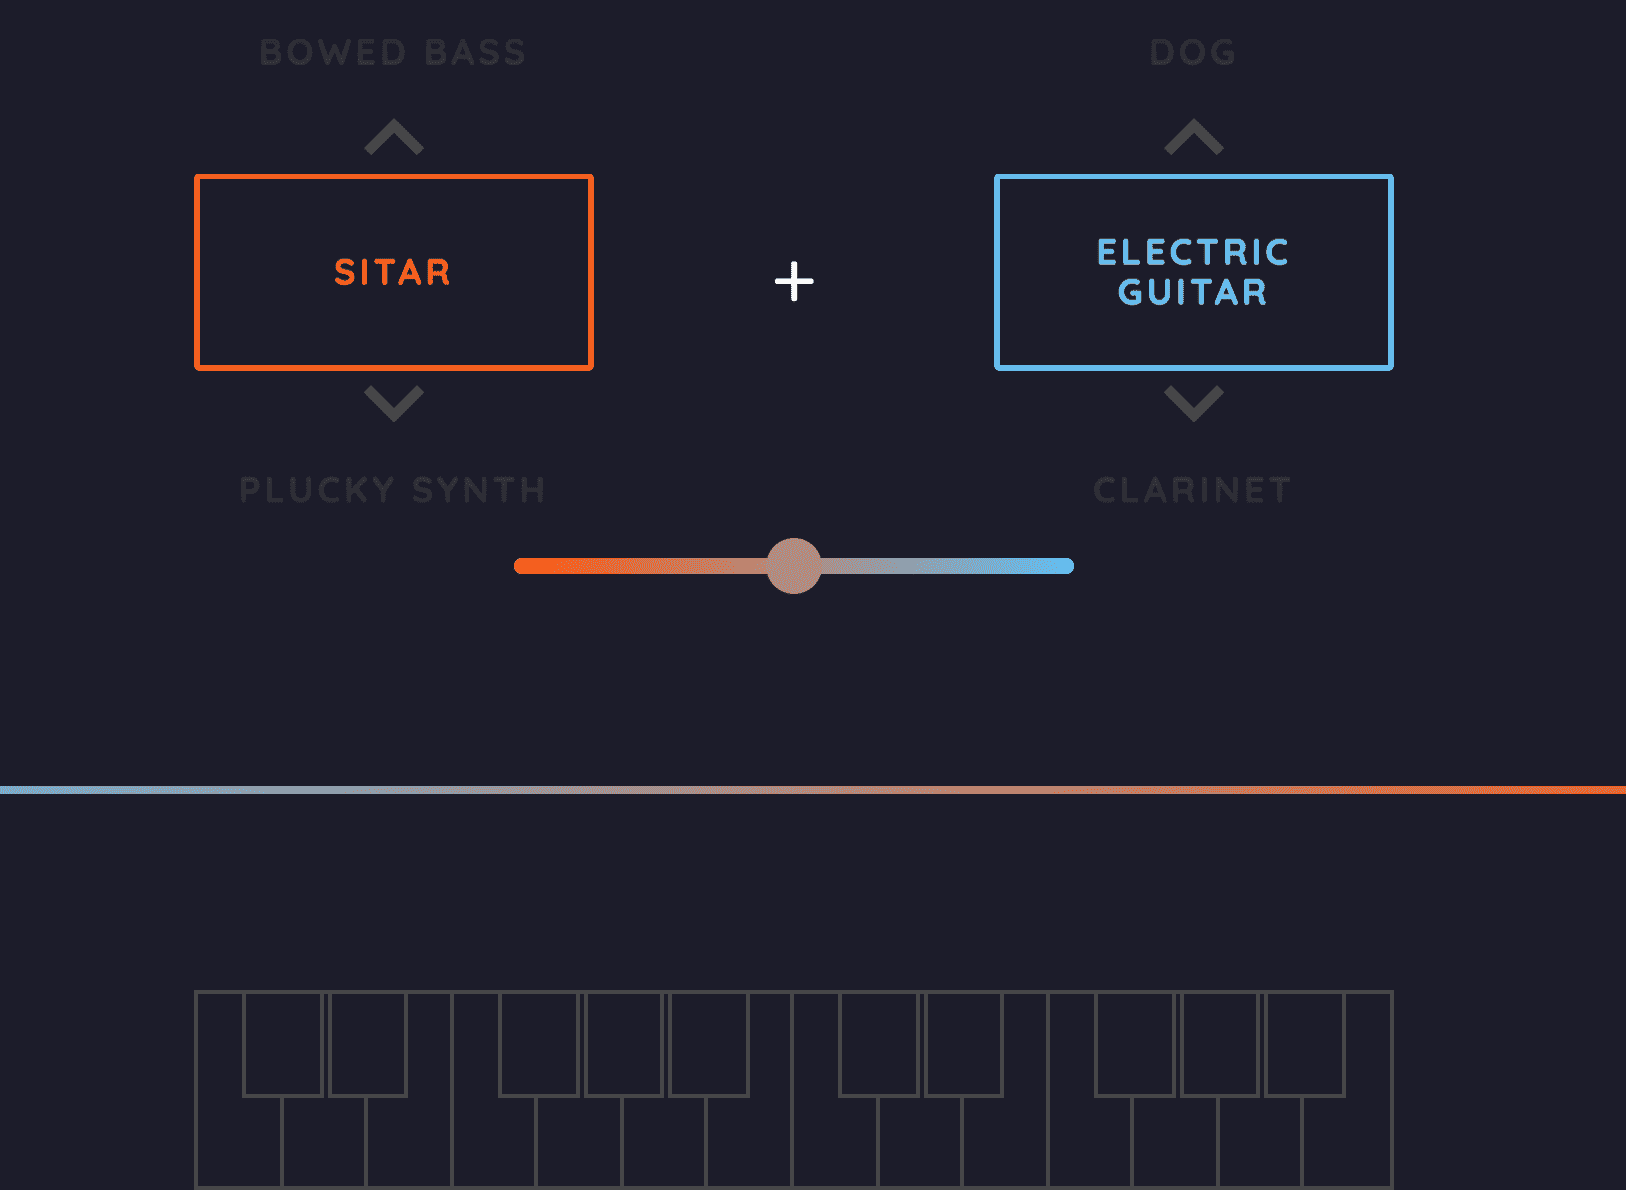 BOWED BASS
DOG
SITAR
+
ELECTRIC
GUITAR
PLUCKY SYNTH
CLARINET